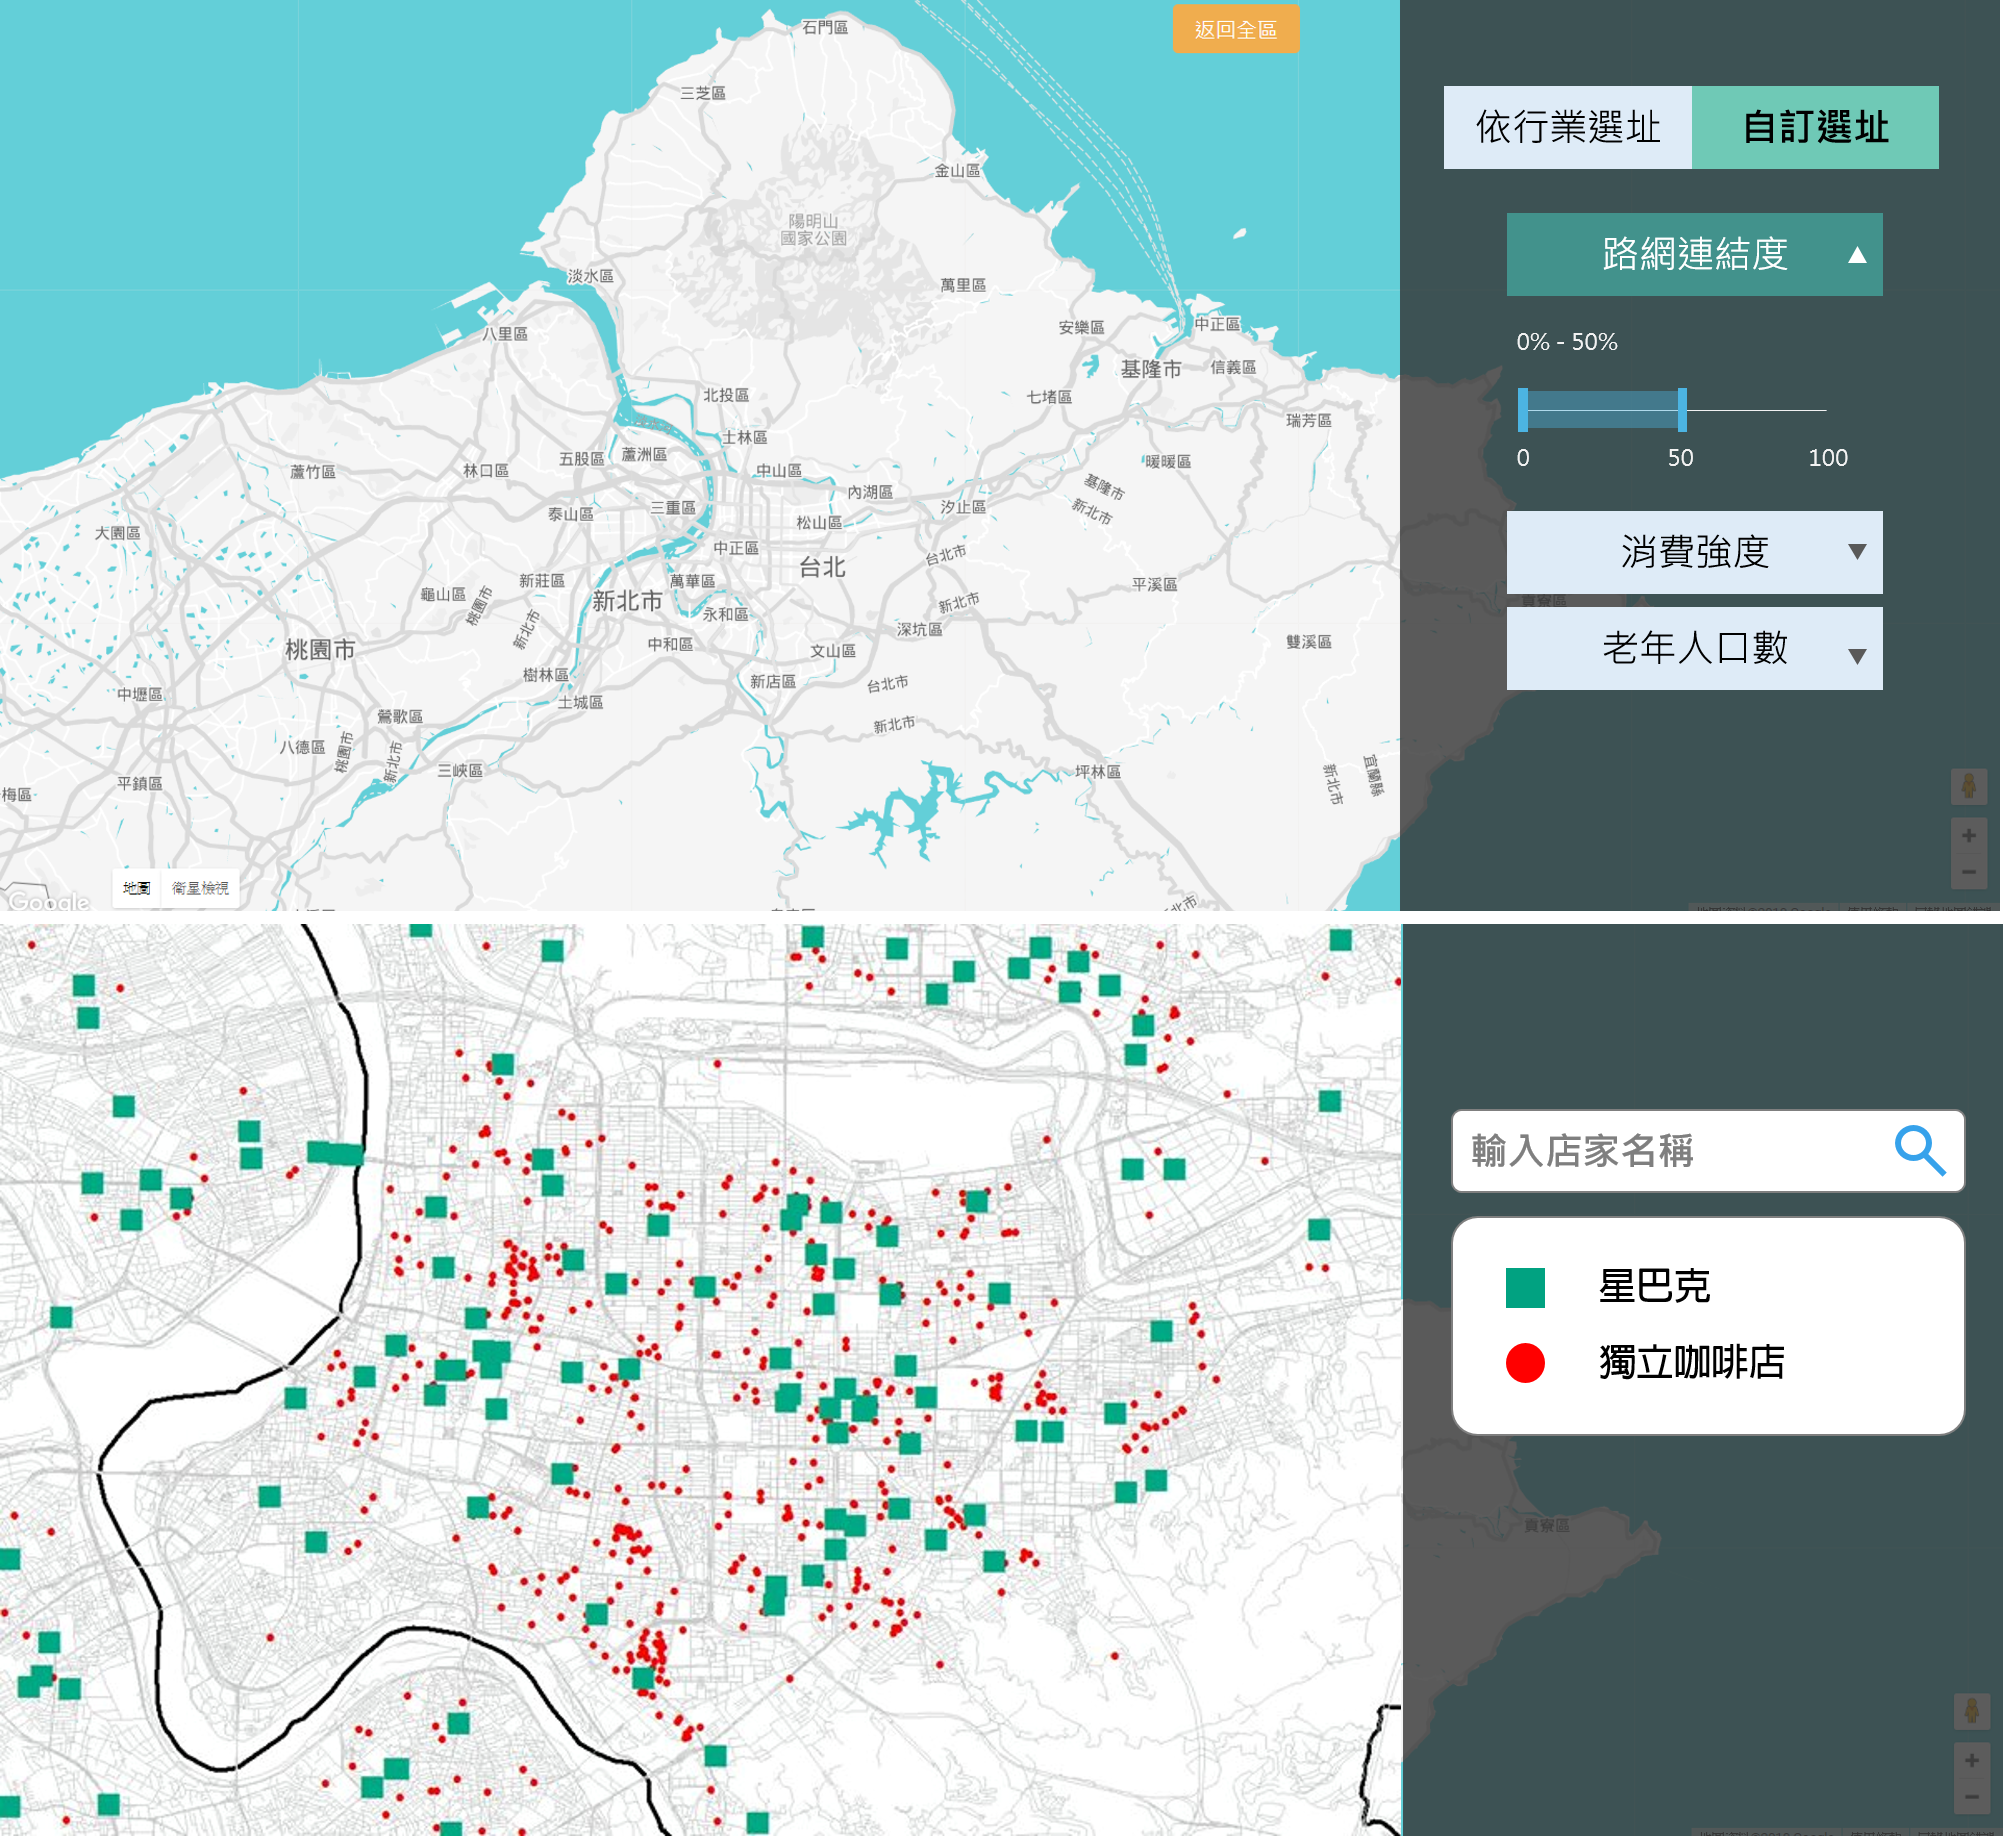 石門區
返回全區
三芝區
依行業選址
自訂選址
金山區
陽明山
國家公園
路網連結度
淡水區
萬里區
八里區
安樂區
中正區
0% - 50%
基隆市
信義區
北投區
七堵區
瑞芳區
士林區
蘆洲區
五股區
0
50
100
蘆竹區
林口區
中山區
暖暖區
內湖區
基隆市
新北市
三重區
泰山區
汐止區
松山區
大園區
中正區
台北市
消費強度
台北
新莊區
萬華區
平溪區
龜山區
桃園市
新北市
新北市
永和區
新北市
貢寮區
深坑區
桃園市
中和區
文山區
雙溪區
老年人口數
樹林區
新店區
台北市
中壢區
土城區
鶯歌區
新北市
八德區
桃園市
新北市
三峽區
坪林區
新北市
宜蘭縣
平鎮區
梅區
地圖
衛星檢視
Google
輸入店家名稱
星巴克
獨立咖啡店
貢寮區